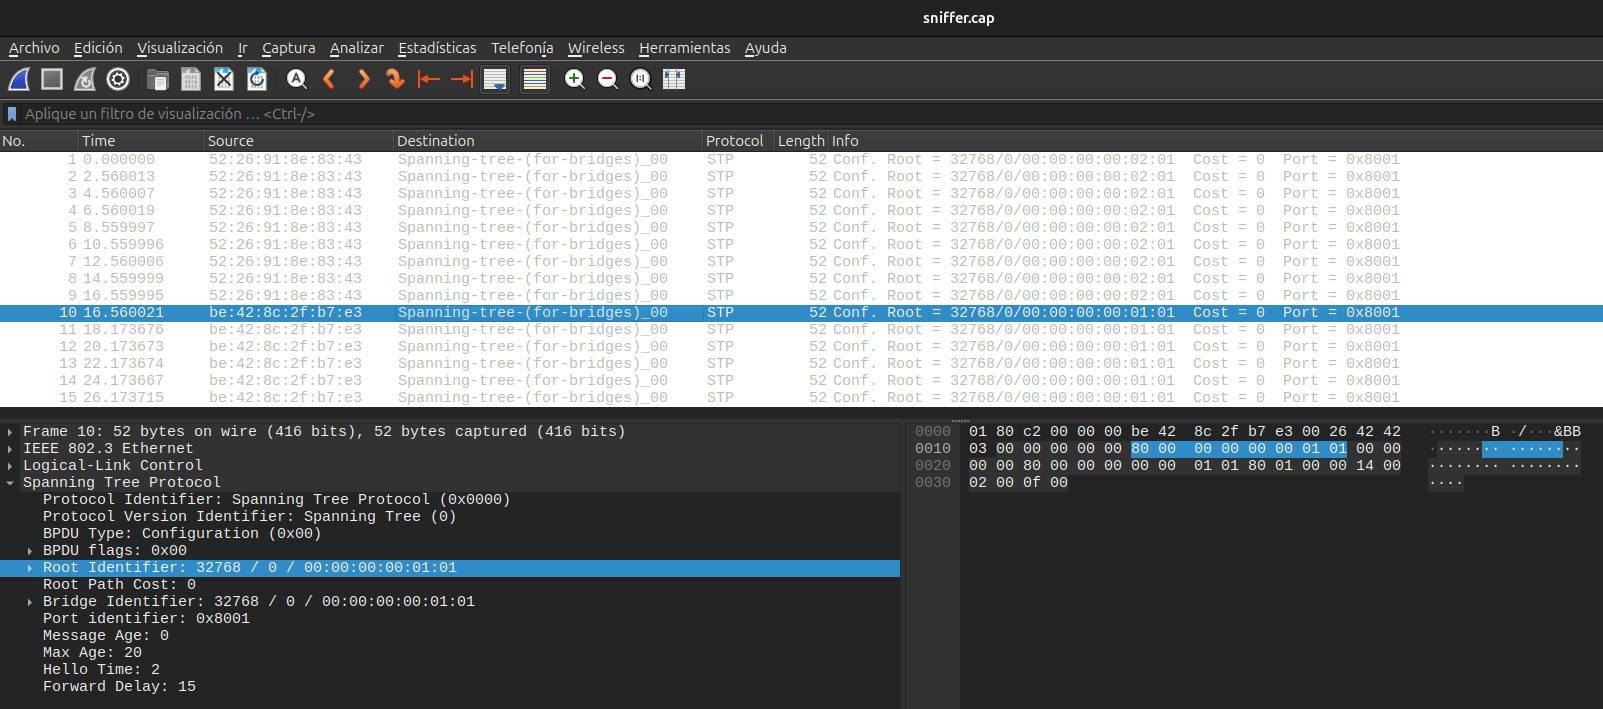 sniffer.cap
Archivo Edición Visualización Ir Captura Analizar Estadísticas Telefonía Wireless Herramientas Ayuda
Aplique un filtro de visualización … <Ctrl-/>
No. Time Source Destination Protocol Length Info
1 0.000000 52:26:91:8e:83:43 Spanning-tree-(for-bridges)_00 STP 52 Conf. Root = 32768/0/00:00:00:00:02:01 Cost = 0 Port = 0x8001
2 2.560013 52:26:91:8e:83:43 Spanning-tree-(for-bridges)_00 STP 52 Conf. Root = 32768/0/00:00:00:00:02:01 Cost = 0 Port = 0x8001
3 4.560007 52:26:91:8e:83:43 Spanning-tree-(for-bridges)_00 STP 52 Conf. Root = 32768/0/00:00:00:00:02:01 Cost = 0 Port = 0x8001
4 6.560019 52:26:91:8e:83:43 Spanning-tree-(for-bridges)_00 STP 52 Conf. Root = 32768/0/00:00:00:00:02:01 Cost = 0 Port = 0x8001
5 8.559997 52:26:91:8e:83:43 Spanning-tree-(for-bridges)_00 STP 52 Conf. Root = 32768/0/00:00:00:00:02:01 Cost = 0 Port = 0x8001
6 10.559996 52:26:91:8e:83:43 Spanning-tree-(for-bridges)_00 STP 52 Conf. Root = 32768/0/00:00:00:00:02:01 Cost = 0 Port = 0x8001
7 12.560006 52:26:91:8e:83:43 Spanning-tree-(for-bridges)_00 STP 52 Conf. Root = 32768/0/00:00:00:00:02:01 Cost = 0 Port = 0x8001
8 14.559999 52:26:91:8e:83:43 Spanning-tree-(for-bridges)_00 STP 52 Conf. Root = 32768/0/00:00:00:00:02:01 Cost = 0 Port = 0x8001
9 16.559995 52:26:91:8e:83:43 Spanning-tree-(for-bridges)_00 STP 52 Conf. Root = 32768/0/00:00:00:00:02:01 Cost = 0 Port = 0x8001
10 16.560021 be:42:8c:2f:b7:e3 Spanning-tree-(for-bridges)_00 STP 52 Conf. Root = 32768/0/00:00:00:00:01:01 Cost = 0 Port = 0x8001
11 18.173676 be:42:8c:2f:b7:e3 Spanning-tree-(for-bridges)_00 STP 52 Conf. Root = 32768/0/00:00:00:00:01:01 Cost = 0 Port = 0x8001
12 20.173673 be:42:8c:2f:b7:e3 Spanning-tree-(for-bridges)_00 STP 52 Conf. Root = 32768/0/00:00:00:00:01:01 Cost = 0 Port = 0x8001
13 22.173674 be:42:8c:2f:b7:e3 Spanning-tree-(for-bridges)_00 STP 52 Conf. Root = 32768/0/00:00:00:00:01:01 Cost = 0 Port = 0x8001
14 24.173667 be:42:8c:2f:b7:e3 Spanning-tree-(for-bridges)_00 STP 52 Conf. Root = 32768/0/00:00:00:00:01:01 Cost = 0 Port = 0x8001
15 26.173715 be:42:8c:2f:b7:e3 Spanning-tree-(for-bridges)_00 STP 52 Conf. Root = 32768/0/00:00:00:00:01:01 Cost = 0 Port = 0x8001
Frame 10: 52 bytes on wire (416 bits), 52 bytes captured (416 bits)
IEEE 802.3 Ethernet
Logical-Link Control
Spanning Tree Protocol
Protocol Identifier: Spanning Tree Protocol (0x0000)
Protocol Version Identifier: Spanning Tree (0)
BPDU Type: Configuration (0x00)
BPDU flags: 0x00
Root Identifier: 32768 / 0 / 00:00:00:00:01:01
Root Path Cost: 0
Bridge Identifier: 32768 / 0 / 00:00:00:00:01:01
Port identifier: 0x8001
Message Age: 0
Max Age: 20
Hello Time: 2
Forward Delay: 15
0000 01 80 c2 00 00 00 be 42 8c 2f b7 e3 00 26 42 42 ·······B ·/···&BB
0010 03 00 00 00 00 00 80 00 00 00 00 00 01 01 00 00 ········ ········
0020 00 00 80 00 00 00 00 00 01 01 80 01 00 00 14 00 ········ ········
0030 02 00 0f 00 ····